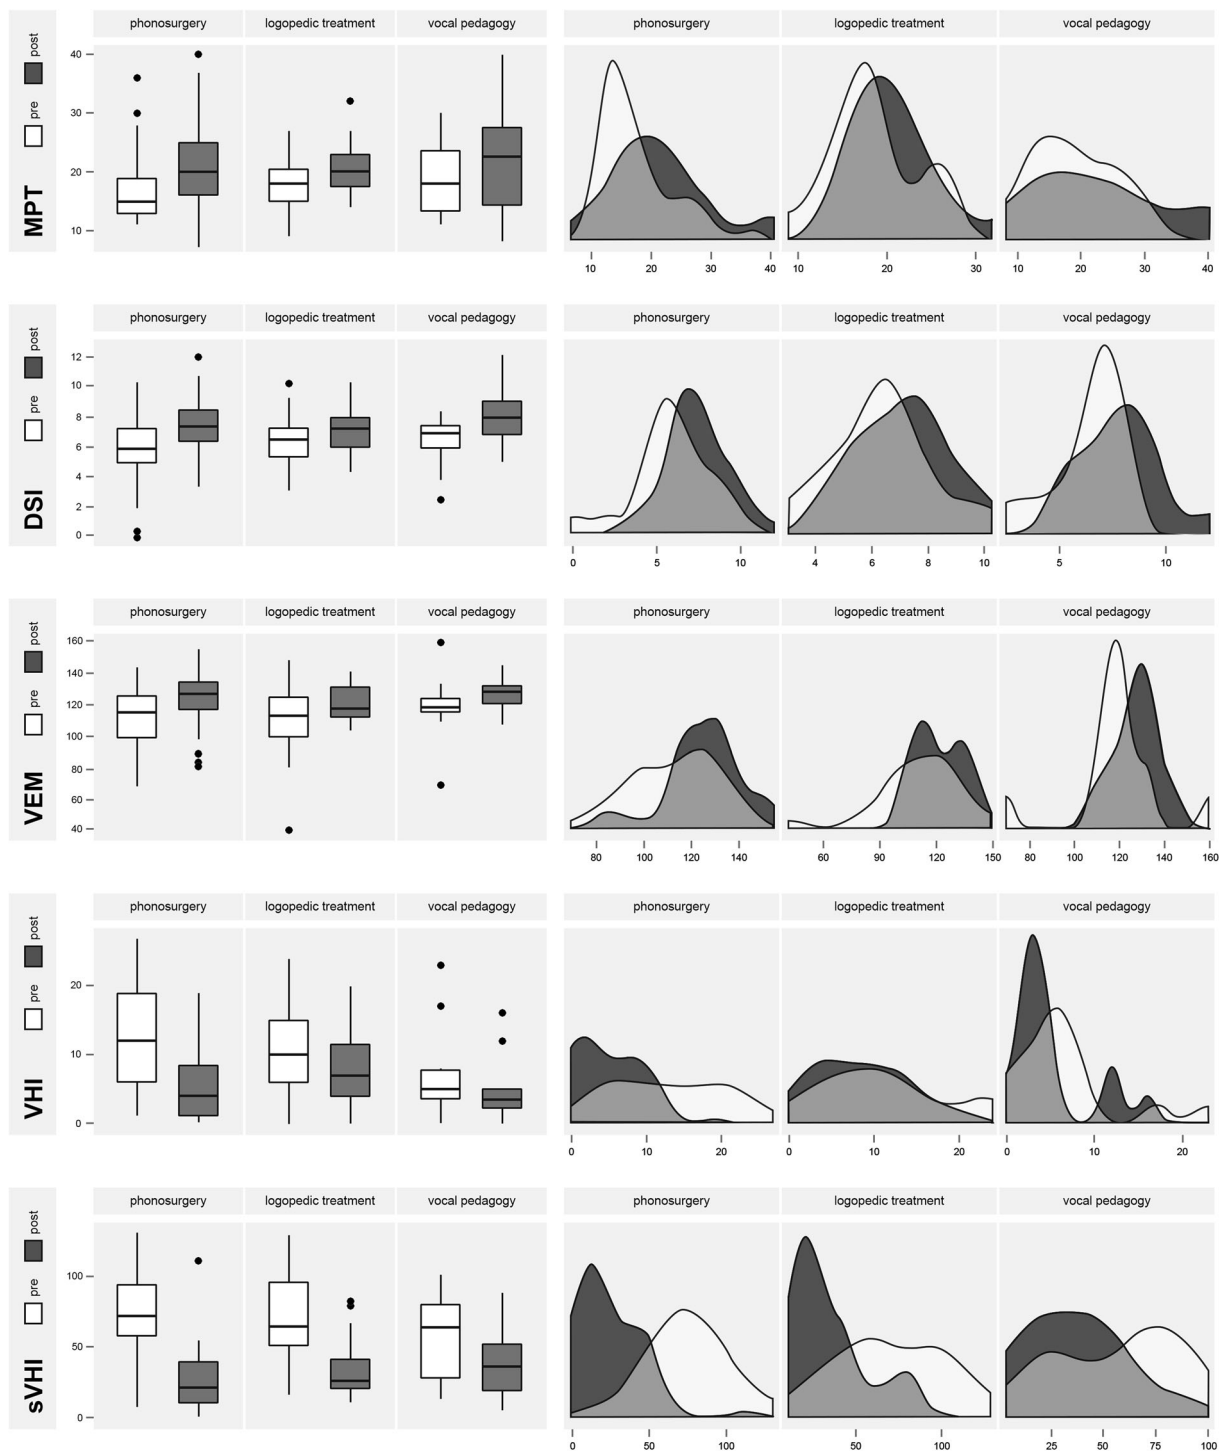 phonosurgery logopedic treatment vocal pedagogy phonosurgery logopedic treatment vocal pedagogy
MPT pre post
40
30
20
10
10 20 30 40 10 20 30 10 20 30 40
phonosurgery logopedic treatment vocal pedagogy phonosurgery logopedic treatment vocal pedagogy
DSI pre post
12
10
8
6
4
2
0
0 5 10 4 6 8 10 5 10
phonosurgery logopedic treatment vocal pedagogy phonosurgery logopedic treatment vocal pedagogy
VEM pre post
160
140
120
100
80
60
40
80 100 120 140 60 90 120 150 80 100 120 140 160
phonosurgery logopedic treatment vocal pedagogy phonosurgery logopedic treatment vocal pedagogy
VHI pre post
20
10
0
0 10 20 0 10 20 0 10 20
phonosurgery logopedic treatment vocal pedagogy phonosurgery logopedic treatment vocal pedagogy
sVHI pre post
100
50
0
0 50 100 50 100 25 50 75 100